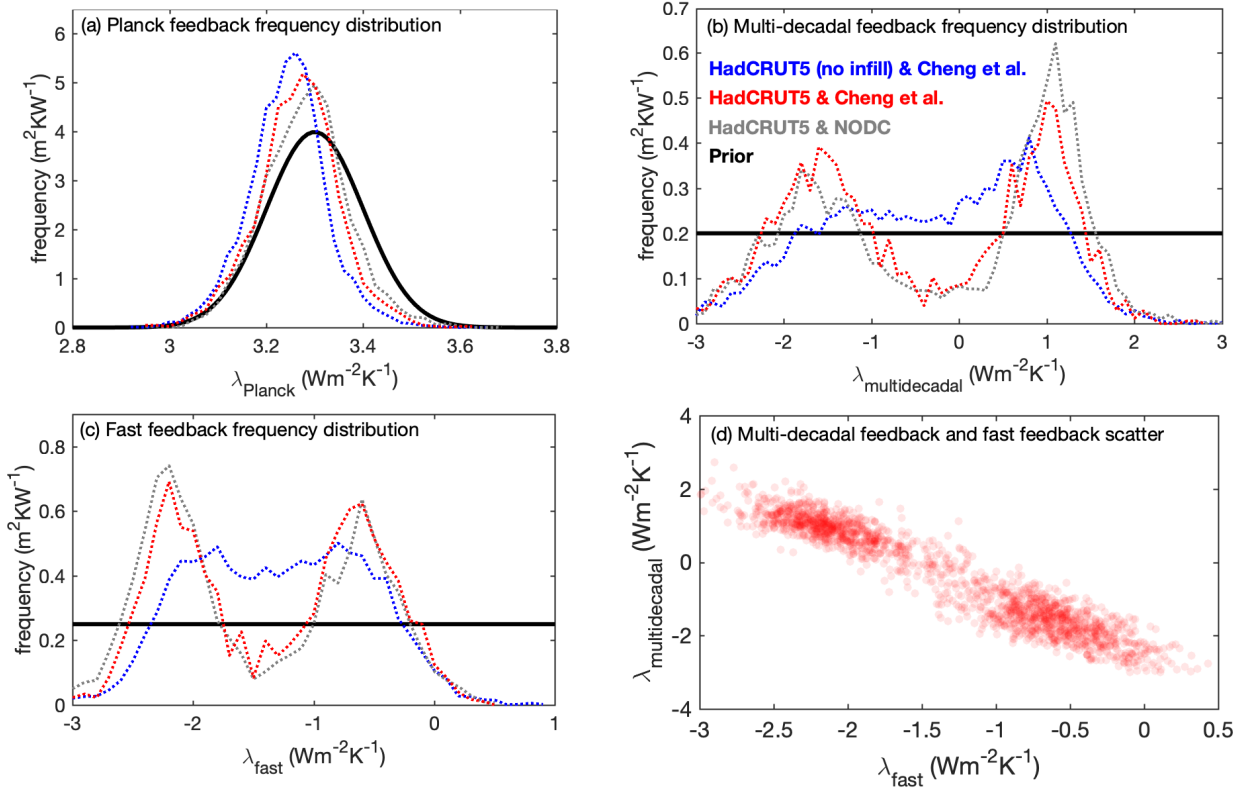 (a) Planck feedback frequency distribution
frequency (m²KW⁻¹)
6
5
4
3
2
1
0
2.8 3 3.2 3.4 3.6 3.8
λPlanck (Wm⁻²K⁻¹)
(b) Multi-decadal feedback frequency distribution
HadCRUT5 (no infill) & Cheng et al.
HadCRUT5 & Cheng et al.
HadCRUT5 & NODC
Prior
frequency (m²KW⁻¹)
0.7
0.6
0.5
0.4
0.3
0.2
0.1
0
-3 -2 -1 0 1 2 3
λmultidecadal (Wm⁻²K⁻¹)
(c) Fast feedback frequency distribution
frequency (m²KW⁻¹)
0.8
0.6
0.4
0.2
0
-3 -2 -1 0 1
λfast (Wm⁻²K⁻¹)
(d) Multi-decadal feedback and fast feedback scatter
λmultidecadal (Wm⁻²K⁻¹)
4
2
0
-2
-4
-3 -2.5 -2 -1.5 -1 -0.5 0 0.5
λfast (Wm⁻²K⁻¹)